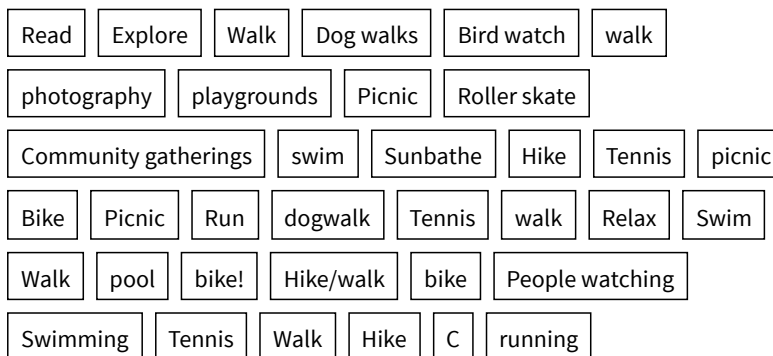 Read Explore Walk Dog walks Bird watch walk
photography playgrounds Picnic Roller skate
Community gatherings swim Sunbathe Hike Tennis picnic
Bike Picnic Run dogwalk Tennis walk Relax Swim
Walk pool bike! Hike/walk bike People watching
Swimming Tennis Walk Hike C running